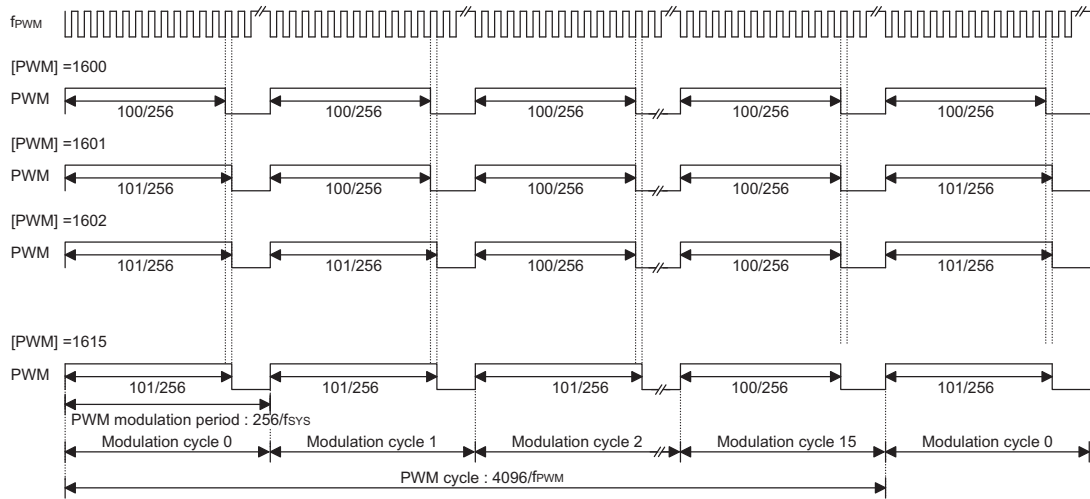 fPWM
[PWM] =1600
PWM
100/256 100/256 100/256 100/256 100/256
[PWM] =1601
PWM
101/256 100/256 100/256 100/256 101/256
[PWM] =1602
PWM
101/256 101/256 100/256 100/256 101/256
[PWM] =1615
PWM
101/256 101/256 101/256 100/256 101/256
PWM modulation period : 256/fSYS
Modulation cycle 0 Modulation cycle 1 Modulation cycle 2 Modulation cycle 15 Modulation cycle 0
PWM cycle : 4096/fPWM